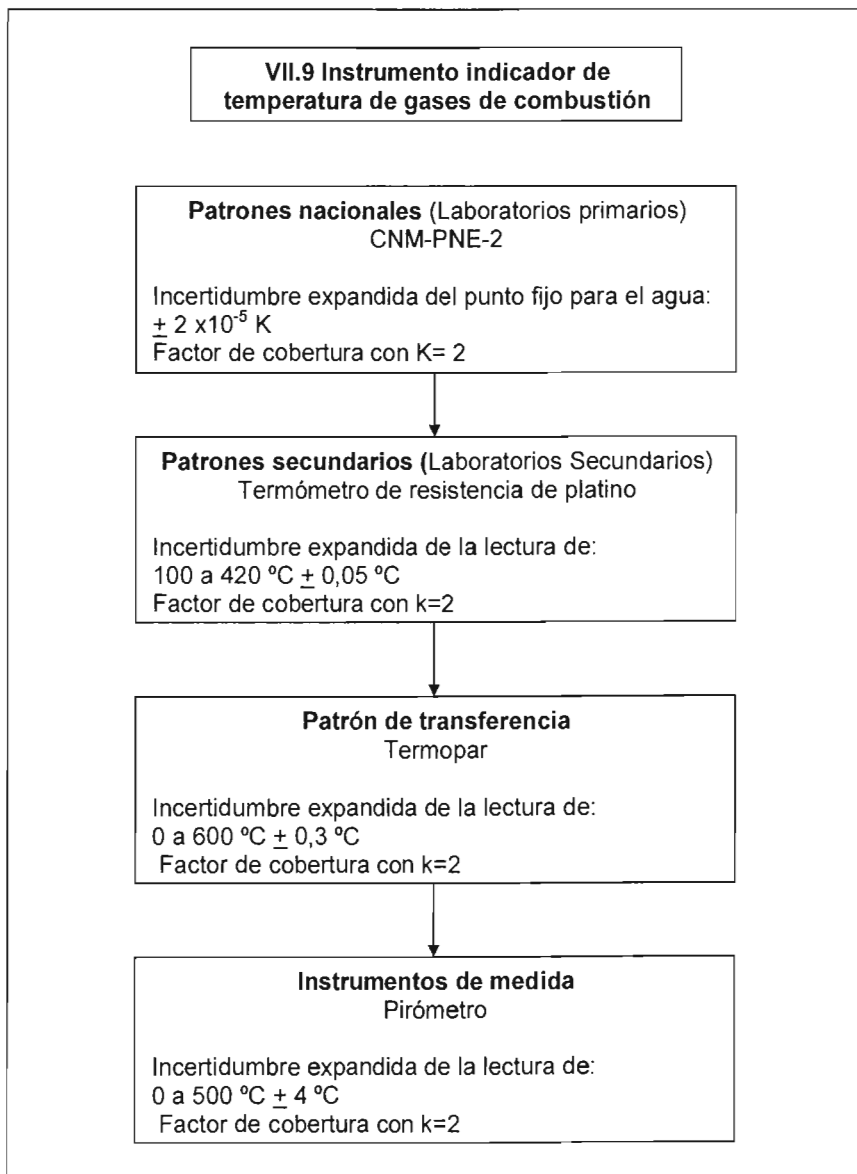 VII.9 Instrumento indicador de
temperatura de gases de combustión
Patrones nacionales (Laboratorios primarios)
CNM-PNE-2
Incertidumbre expandida del punto fijo para el agua:
± 2 x10⁻⁵ K
Factor de cobertura con K= 2
Patrones secundarios (Laboratorios Secundarios)
Termómetro de resistencia de platino
Incertidumbre expandida de la lectura de:
100 a 420 ºC ± 0,05 ºC
Factor de cobertura con k=2
Patrón de transferencia
Termopar
Incertidumbre expandida de la lectura de:
0 a 600 ºC ± 0,3 ºC
Factor de cobertura con k=2
Instrumentos de medida
Pirómetro
Incertidumbre expandida de la lectura de:
0 a 500 ºC ± 4 ºC
Factor de cobertura con k=2